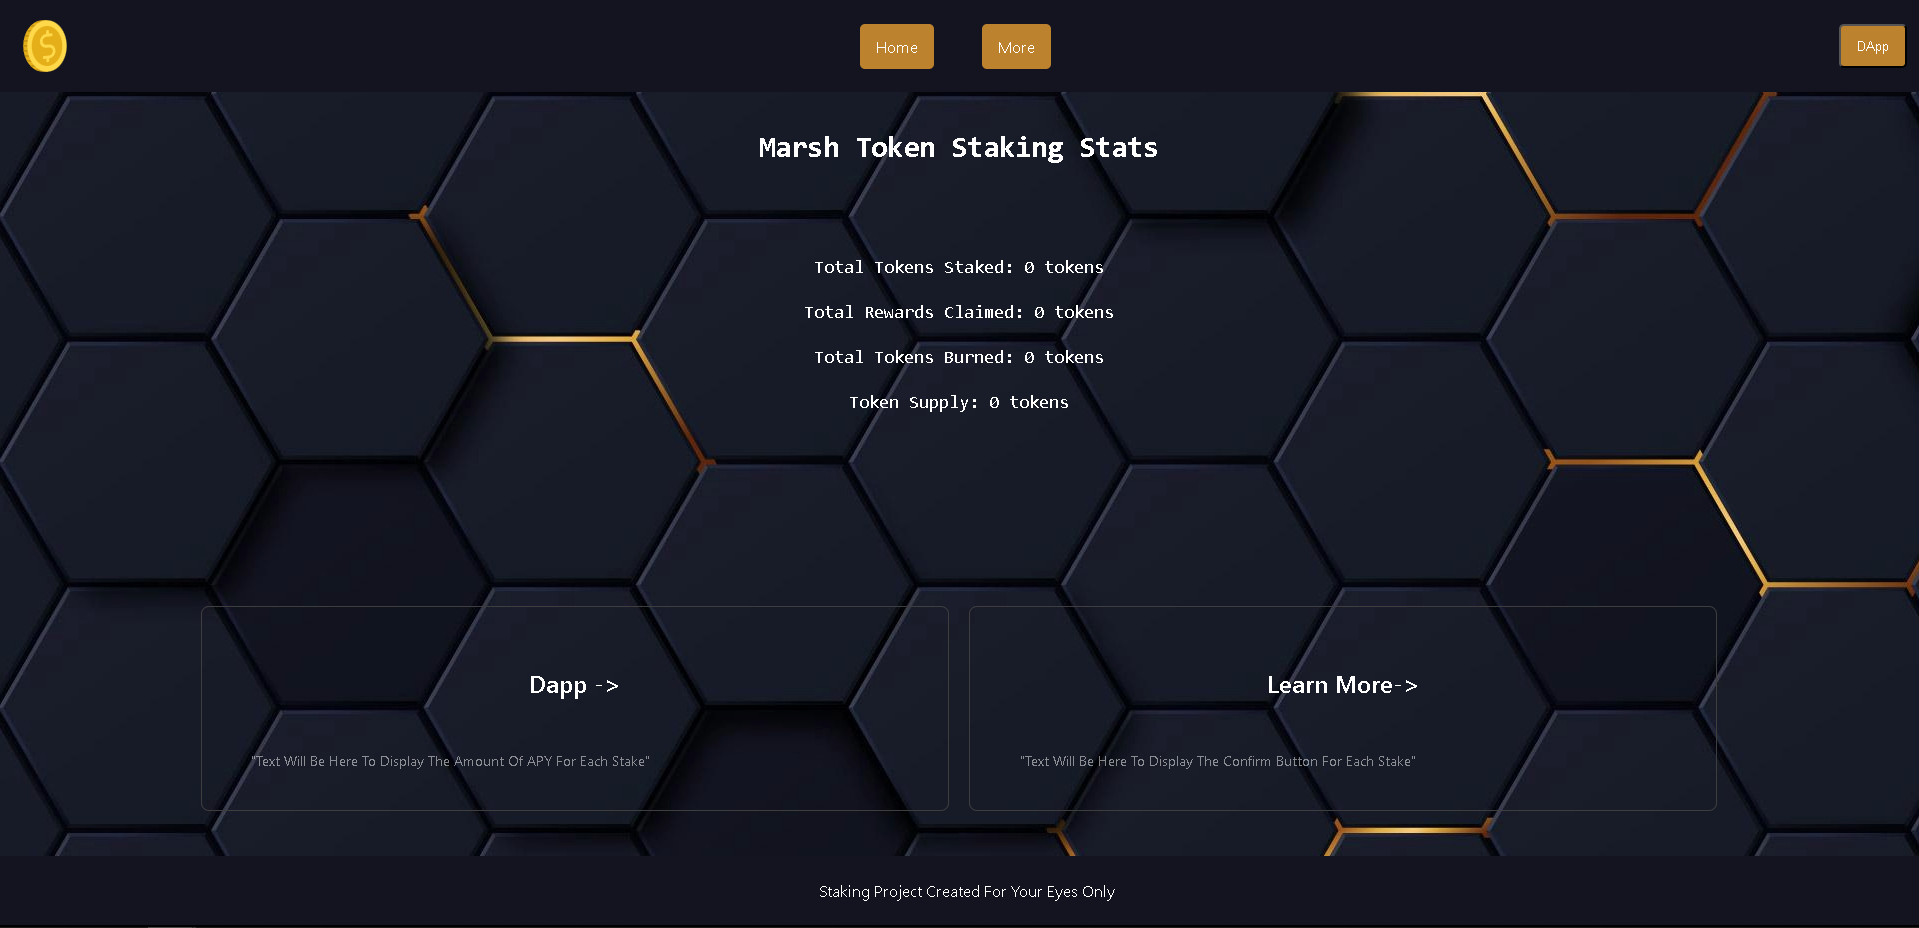 $
Home
More
DApp
Marsh Token Staking Stats
Total Tokens Staked: 0 tokens
Total Rewards Claimed: 0 tokens
Total Tokens Burned: 0 tokens
Token Supply: 0 tokens
Dapp ->
"Text Will Be Here To Display The Amount Of APY For Each Stake"
Learn More->
"Text Will Be Here To Display The Confirm Button For Each Stake"
Staking Project Created For Your Eyes Only